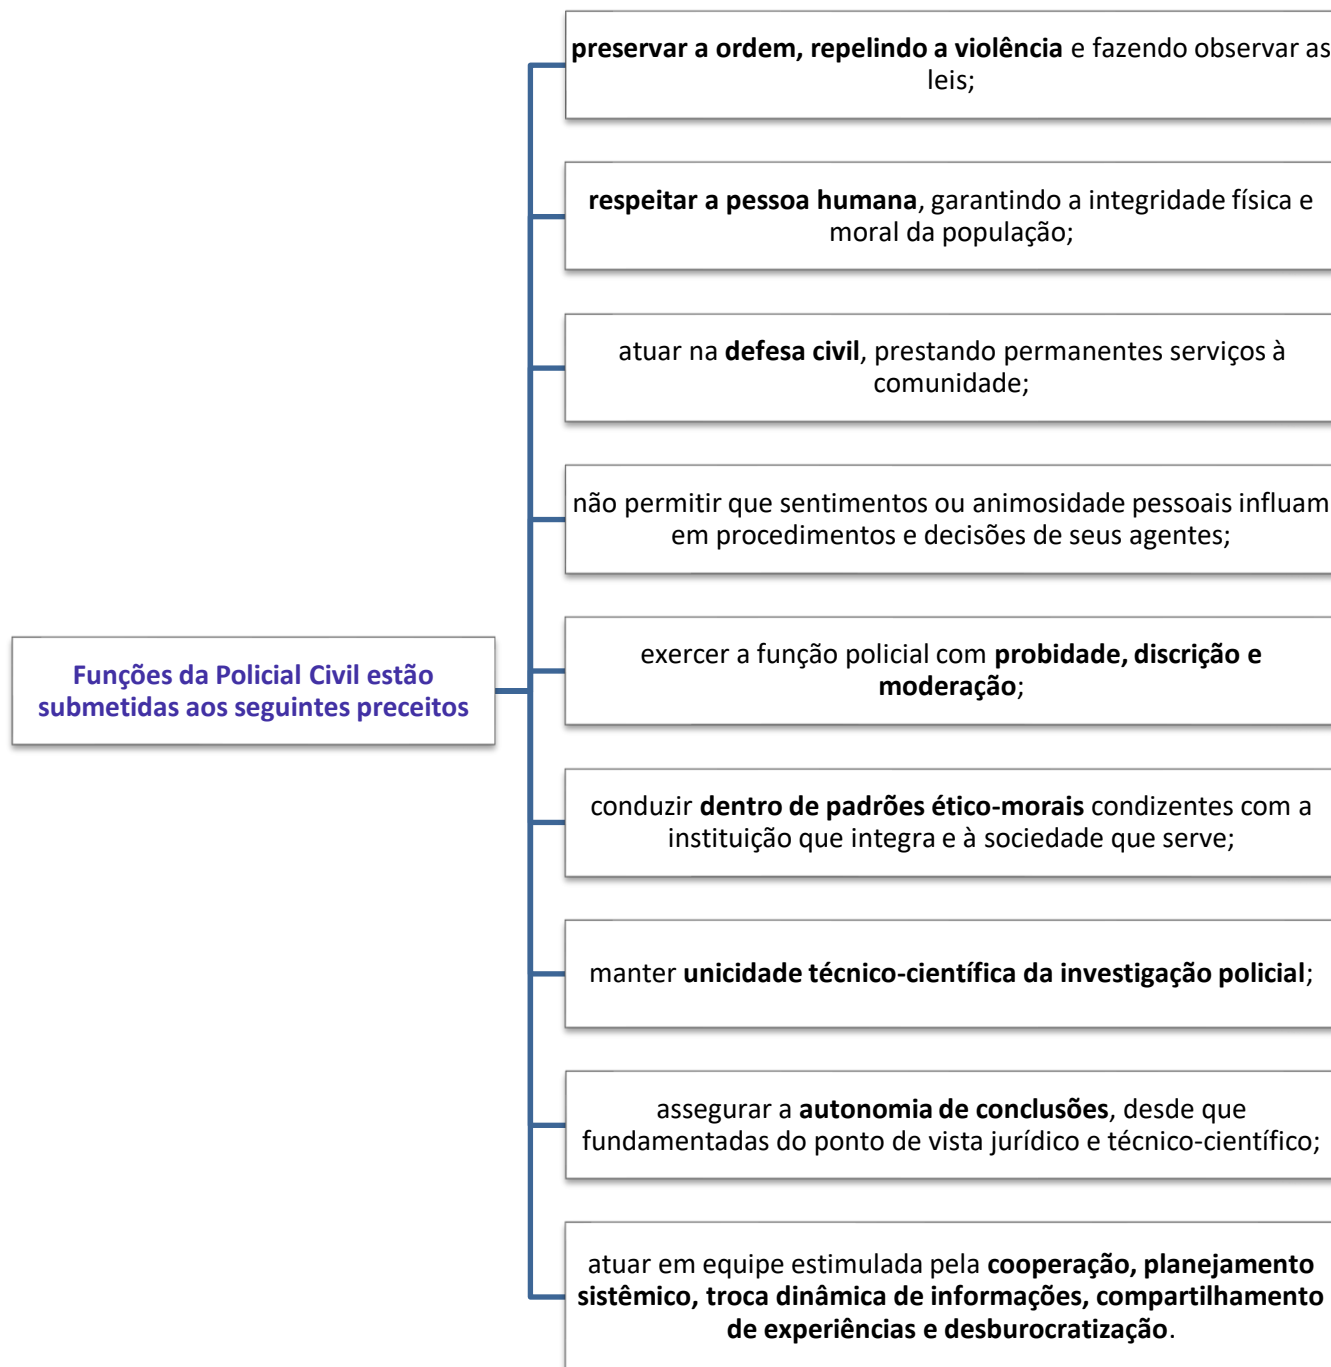 preservar a ordem, repelindo a violência e fazendo observar as
leis;
respeitar a pessoa humana, garantindo a integridade física e
moral da população;
atuar na defesa civil, prestando permanentes serviços à
comunidade;
não permitir que sentimentos ou animosidade pessoais influam
em procedimentos e decisões de seus agentes;
Funções da Policial Civil estão
submetidas aos seguintes preceitos
exercer a função policial com probidade, discrição e
moderação;
conduzir dentro de padrões ético-morais condizentes com a
instituição que integra e à sociedade que serve;
manter unicidade técnico-científica da investigação policial;
assegurar a autonomia de conclusões, desde que
fundamentadas do ponto de vista jurídico e técnico-científico;
atuar em equipe estimulada pela cooperação, planejamento
sistêmico, troca dinâmica de informações, compartilhamento
de experiências e desburocratização.